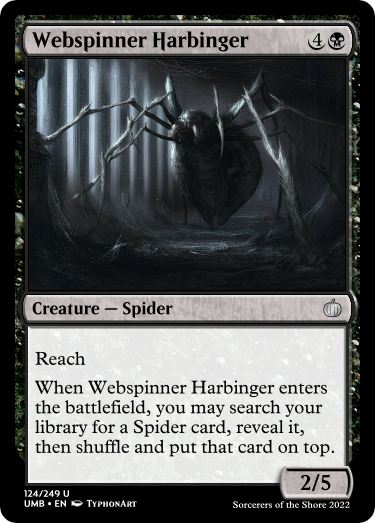 Webspinner Harbinger 4
Creature — Spider
Reach
When Webspinner Harbinger enters
the battlefield, you may search your
library for a Spider card, reveal it,
then shuffle and put that card on top.
2/5
124/249 U
UMB • EN TyphonArt
Sorcerers of the Shore 2022